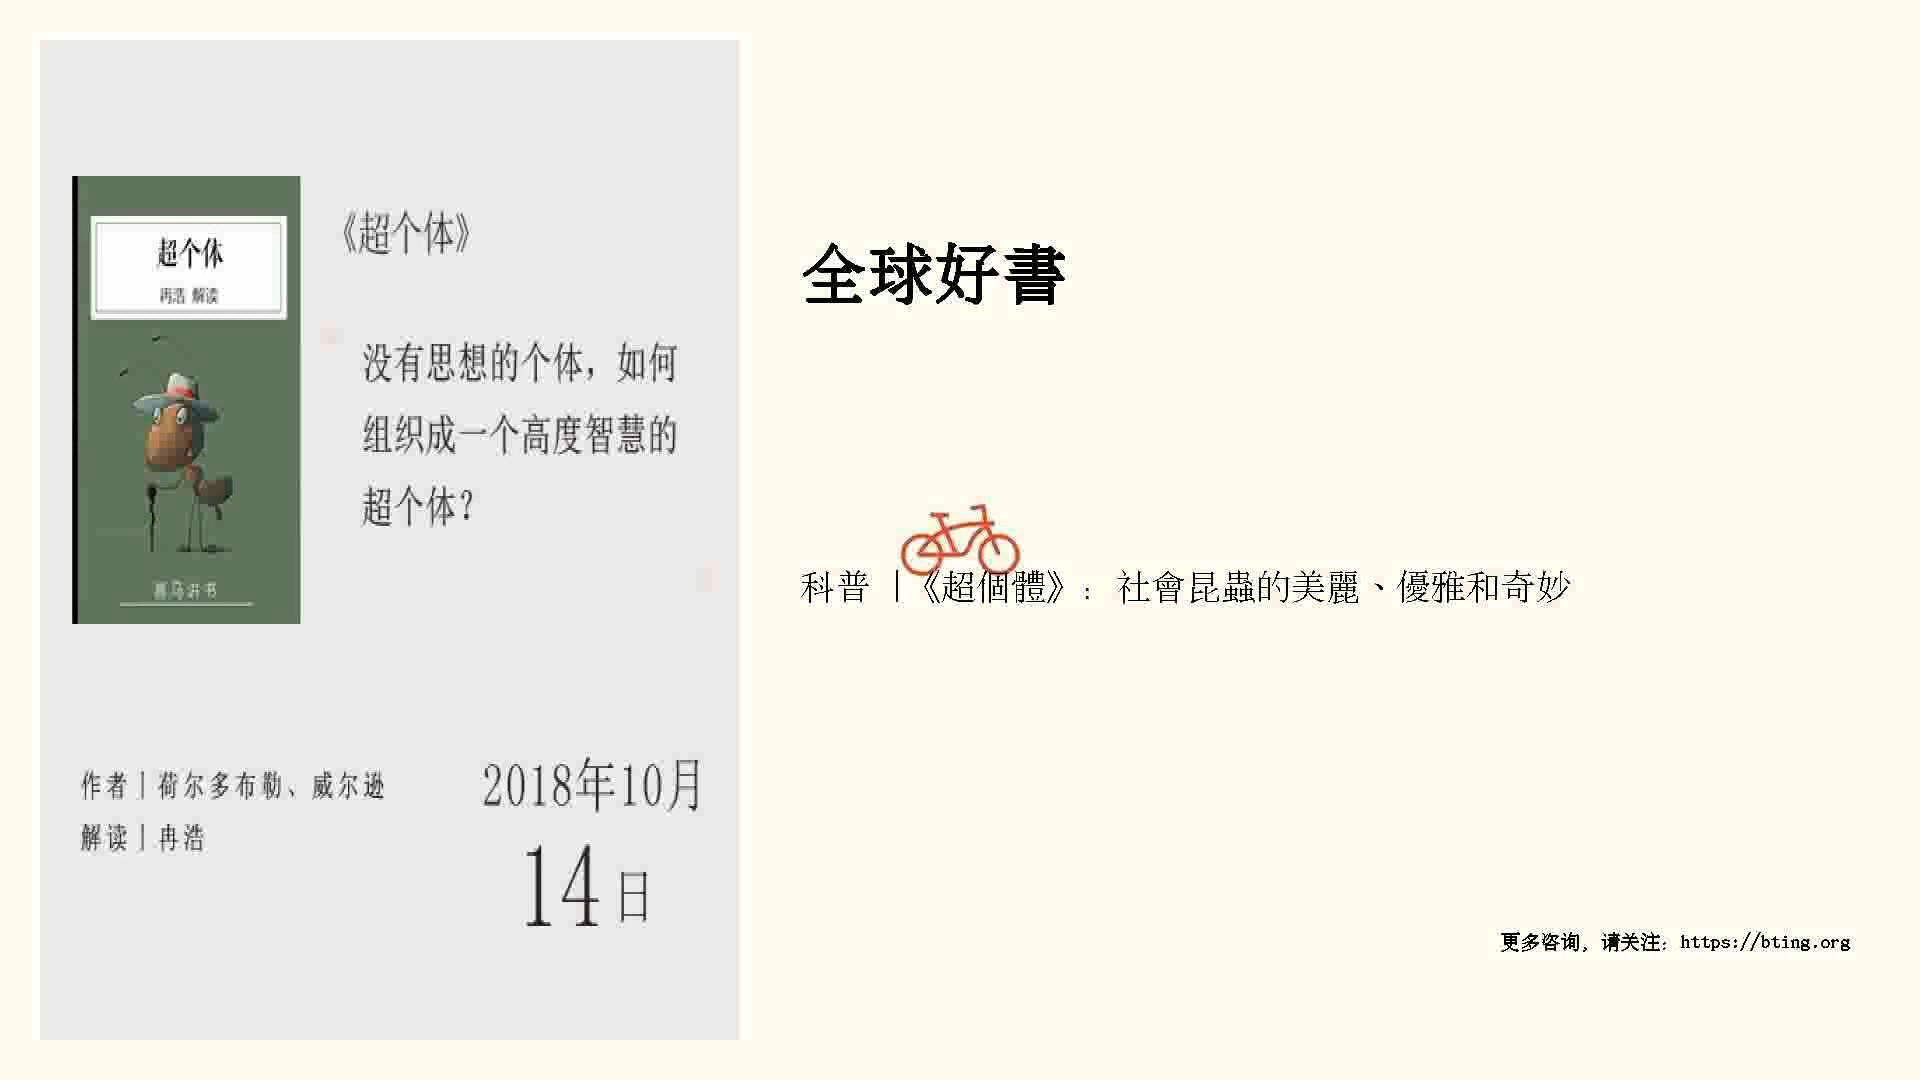 超个体
冉浩 解读
喜马讲书
《超个体》
没有思想的个体，如何
组织成一个高度智慧的
超个体？
作者丨荷尔多布勒、威尔逊
解读丨冉浩
2018年10月
14日
全球好書
科普 |《超個體》: 社會昆蟲的美麗、優雅和奇妙
更多咨询, 请关注: https://bting.org